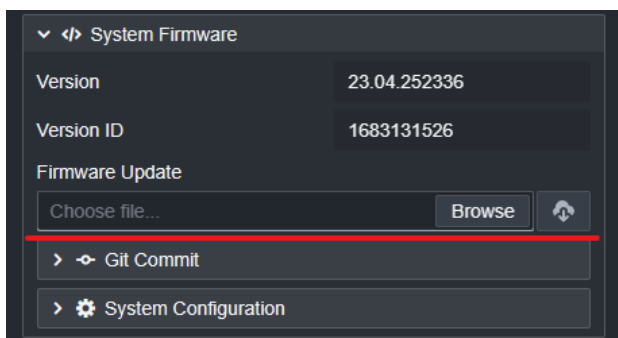 System Firmware
Version 23.04.252336
Version ID 1683131526
Firmware Update
Choose file... Browse
Git Commit
System Configuration